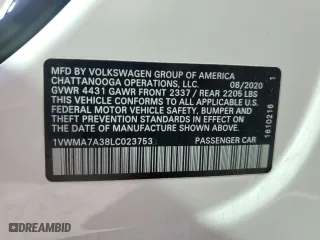 MFD BY VOLKSWAGEN GROUP OF AMERICA
CHATTANOOGA OPERATIONS, LLC. 08/2020
GVWR 4431 GAWR FRONT 2337 / REAR 2205 LBS
THIS VEHICLE CONFORMS TO ALL APPLICABLE
FEDERAL MOTOR VEHICLE SAFETY,
BUMPER, AND THEFT PREVENTION STANDARDS
IN EFFECT ON THE DATE OF MANUFACTURE
SHOWN ABOVE.
1VWMA7A38LC023753 PASSENGER CAR
1610216 1